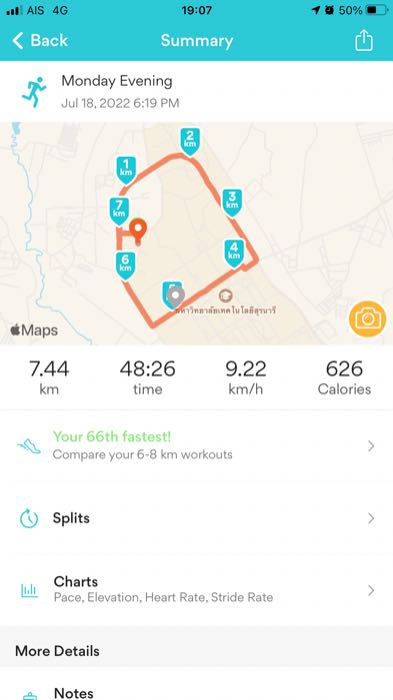 AIS 4G 19:07 50%
Back Summary
Monday Evening
Jul 18, 2022 6:19 PM
2
km
1
km
3
km
7
km
4
km
6
km
มหาวิทยาลัยเทคโนโลยีสุรนารี
Maps
7.44 48:26 9.22 626
km time km/h Calories
Your 66th fastest!
Compare your 6-8 km workouts
Splits
Charts
Pace, Elevation, Heart Rate, Stride Rate
More Details
Notes